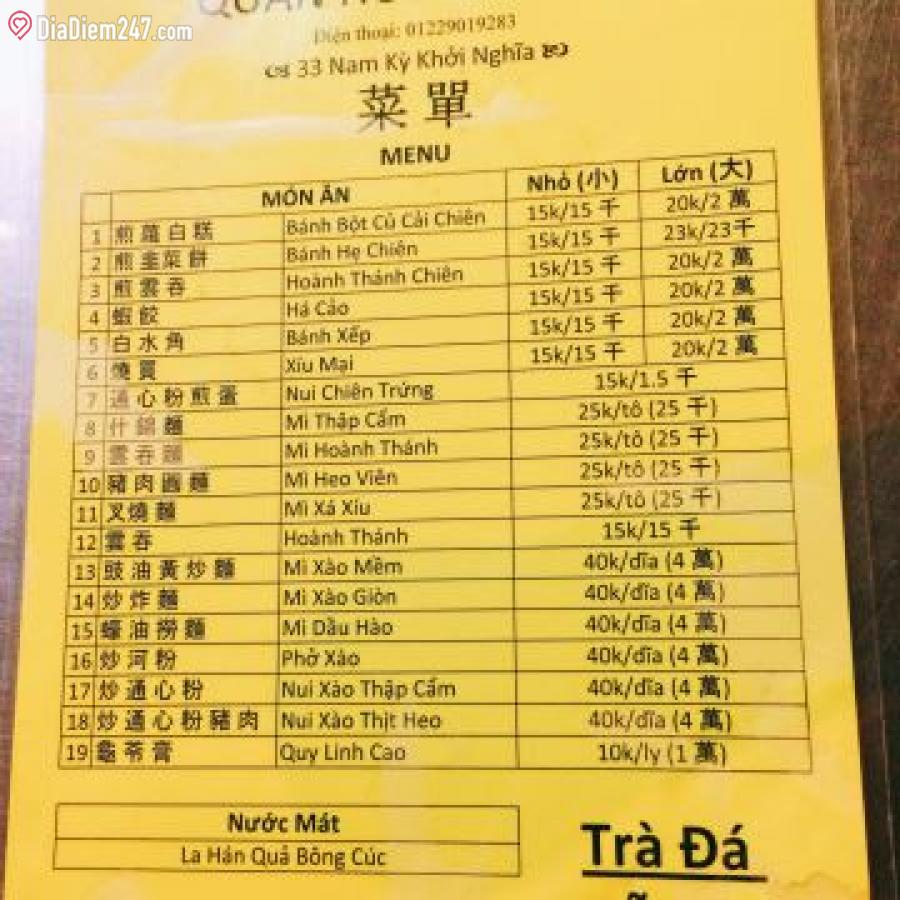 DiaDiem247.com
QUÁN
Điện thoại: 01229019283
33 Nam Kỳ Khởi Nghĩa
菜單
MENU
MÓN ĂN Nhỏ (小) Lớn (大)
1 煎蘿白糕 Bánh Bột Củ Cải Chiên 15k/15 千 20k/2 萬
2 煎韭菜餅 Bánh Hẹ Chiên 15k/15 千 23k/23千
3 煎雲吞 Hoành Thánh Chiên 15k/15 千 20k/2 萬
4 蝦餃 Há Cảo 15k/15 千 20k/2 萬
5 白水角 Bánh Xếp 15k/15 千 20k/2 萬
6 燒賣 Xíu Mại 15k/15 千 20k/2 萬
7 通心粉煎蛋 Nui Chiên Trứng 15k/1.5 千
8 什錦麵 Mì Thập Cẩm 25k/tô (25 千)
9 雲吞麵 Mì Hoành Thánh 25k/tô (25 千)
10 豬肉圓麵 Mì Heo Viên 25k/tô (25 千)
11 叉燒麵 Mì Xá Xíu 25k/tô (25 千)
12 雲吞 Hoành Thánh 15k/15 千
13 豉油黃炒麵 Mì Xào Mềm 40k/dĩa (4 萬)
14 炒炸麵 Mì Xào Giòn 40k/dĩa (4 萬)
15 蠔油撈麵 Mì Dầu Hào 40k/dĩa (4 萬)
16 炒河粉 Phở Xào 40k/dĩa (4 萬)
17 炒通心粉 Nui Xào Thập Cẩm 40k/dĩa (4 萬)
18 炒通心粉豬肉 Nui Xào Thịt Heo 40k/dĩa (4 萬)
19 龜苓膏 Quy Linh Cao 10k/ly (1 萬)
Nước Mát
La Hán Quả Bông Cúc
Trà Đá